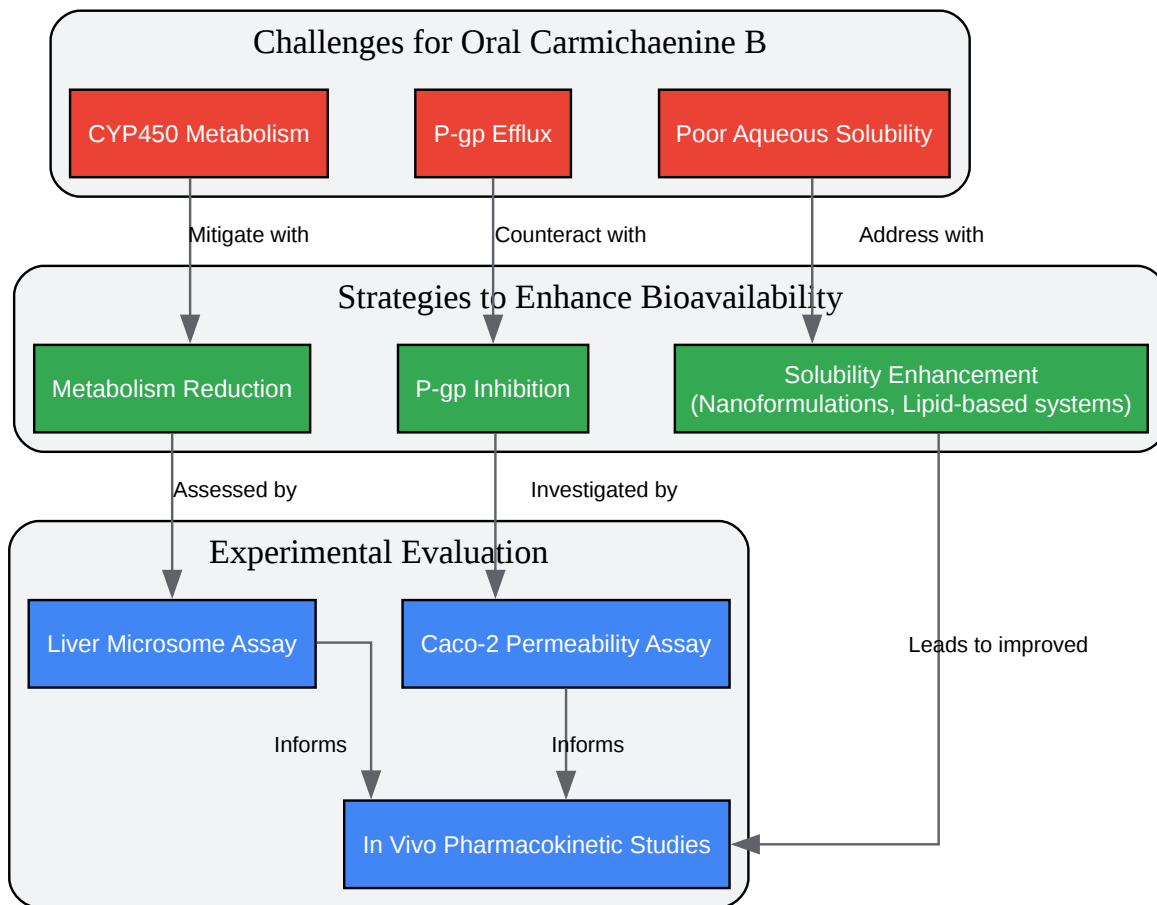 Challenges for Oral Carmichaenine B
CYP450 Metabolism
P-gp Efflux
Poor Aqueous Solubility
Mitigate with
Counteract with
Address with
Strategies to Enhance Bioavailability
Metabolism Reduction
P-gp Inhibition
Solubility Enhancement
(Nanoformulations, Lipid-based systems)
Assessed by
Investigated by
Experimental Evaluation
Liver Microsome Assay
Caco-2 Permeability Assay
Leads to improved
Informs
Informs
In Vivo Pharmacokinetic Studies